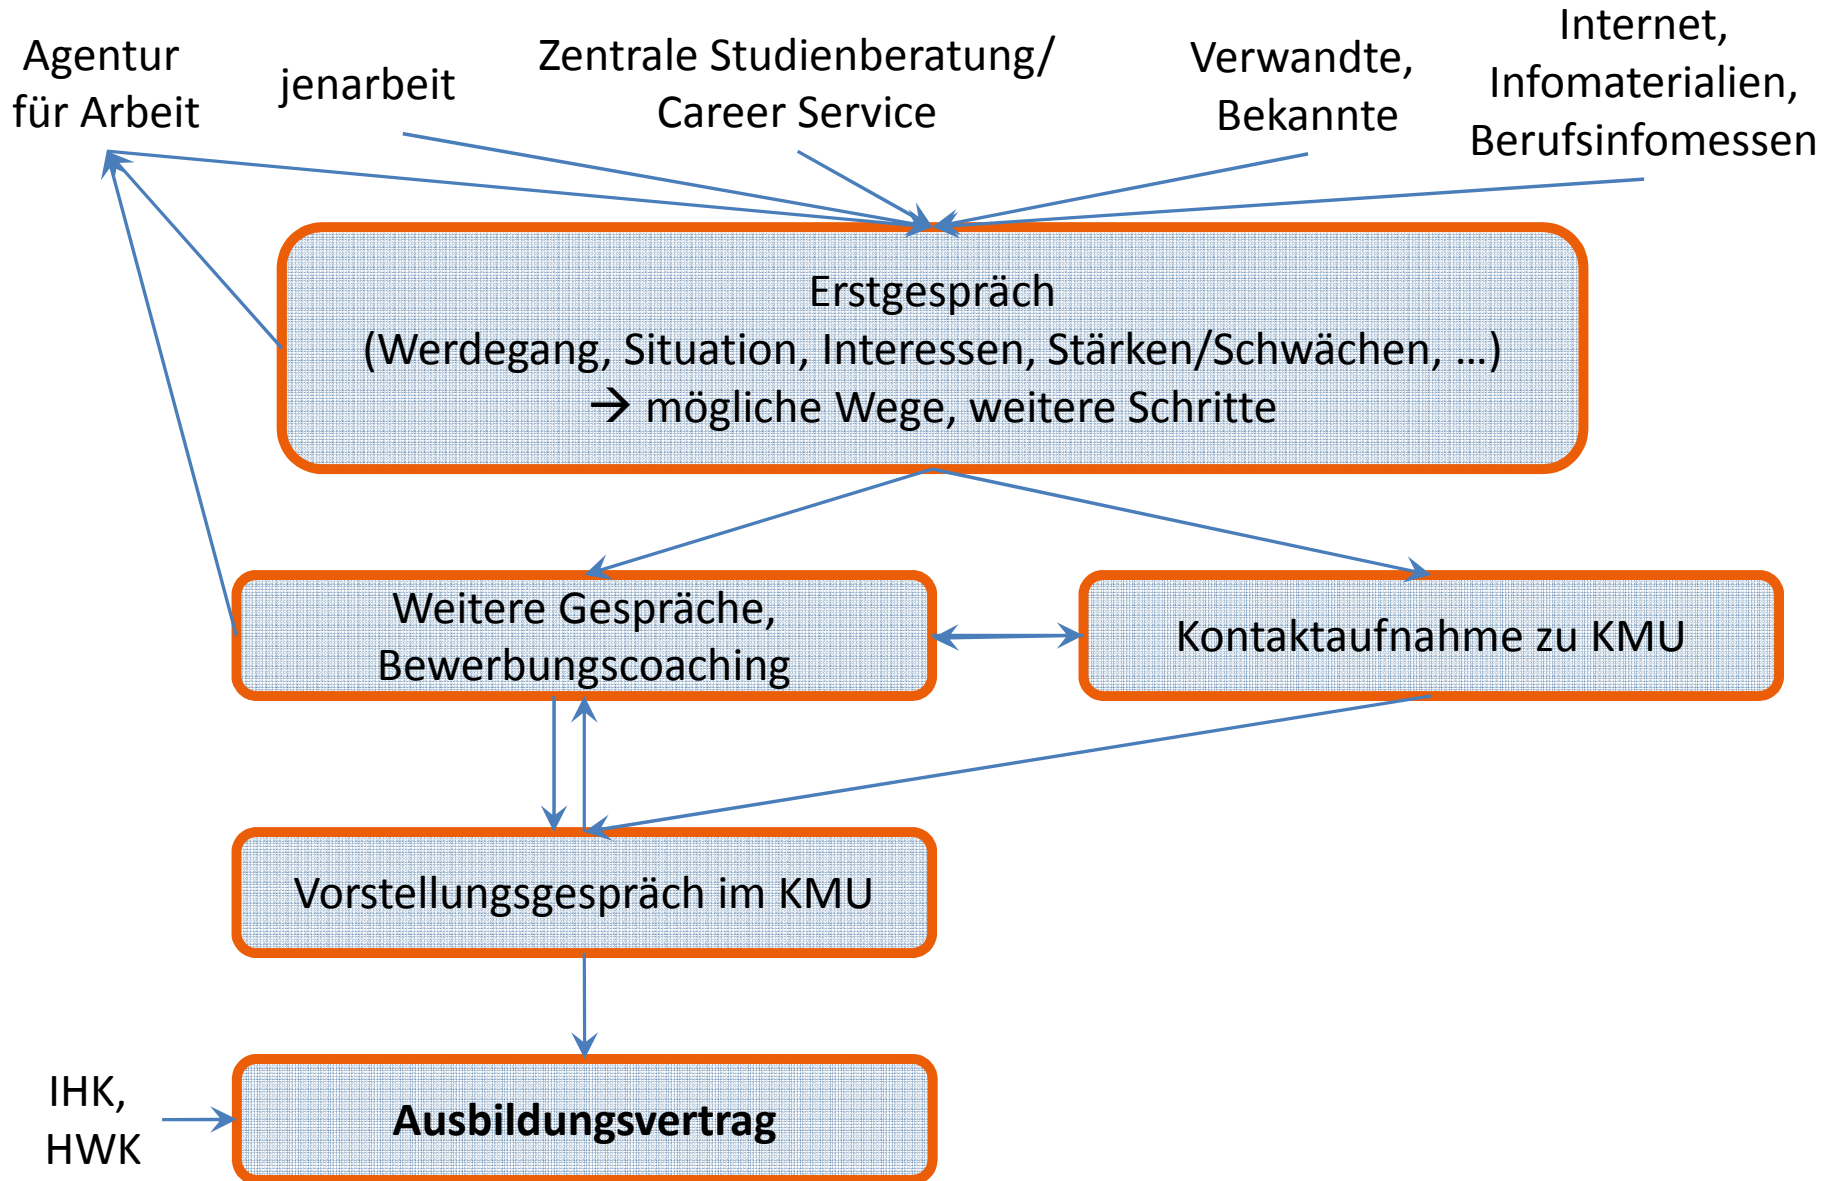 Agentur
für Arbeit
jenarbeit
Zentrale Studienberatung/
Career Service
Verwandte,
Bekannte
Internet,
Infomaterialien,
Berufsinfomessen
Erstgespräch
(Werdegang, Situation, Interessen, Stärken/Schwächen, ...)
→ mögliche Wege, weitere Schritte
Weitere Gespräche,
Bewerbungscoaching
Kontaktaufnahme zu KMU
Vorstellungsgespräch im KMU
IHK,
HWK
Ausbildungsvertrag